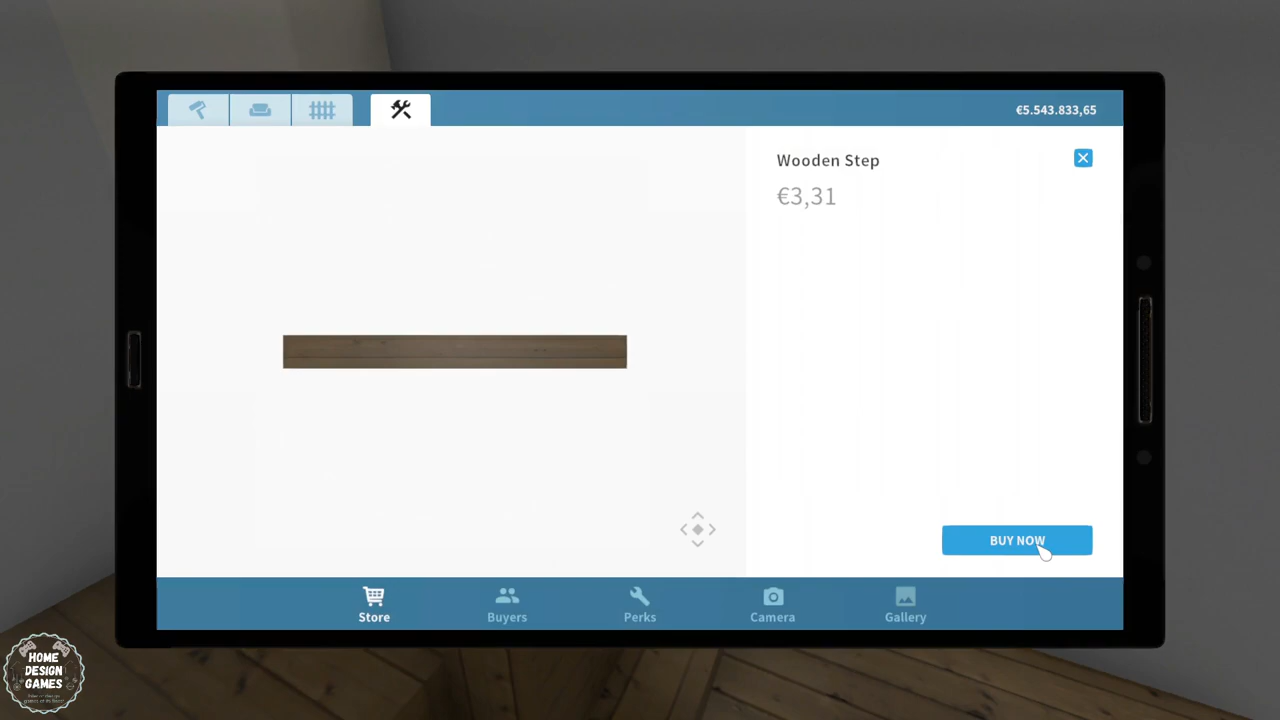 €5.543.833,65
Wooden Step
€3,31
BUY NOW
Store
Buyers
Perks
Camera
Gallery
HOME
DESIGN
GAMES